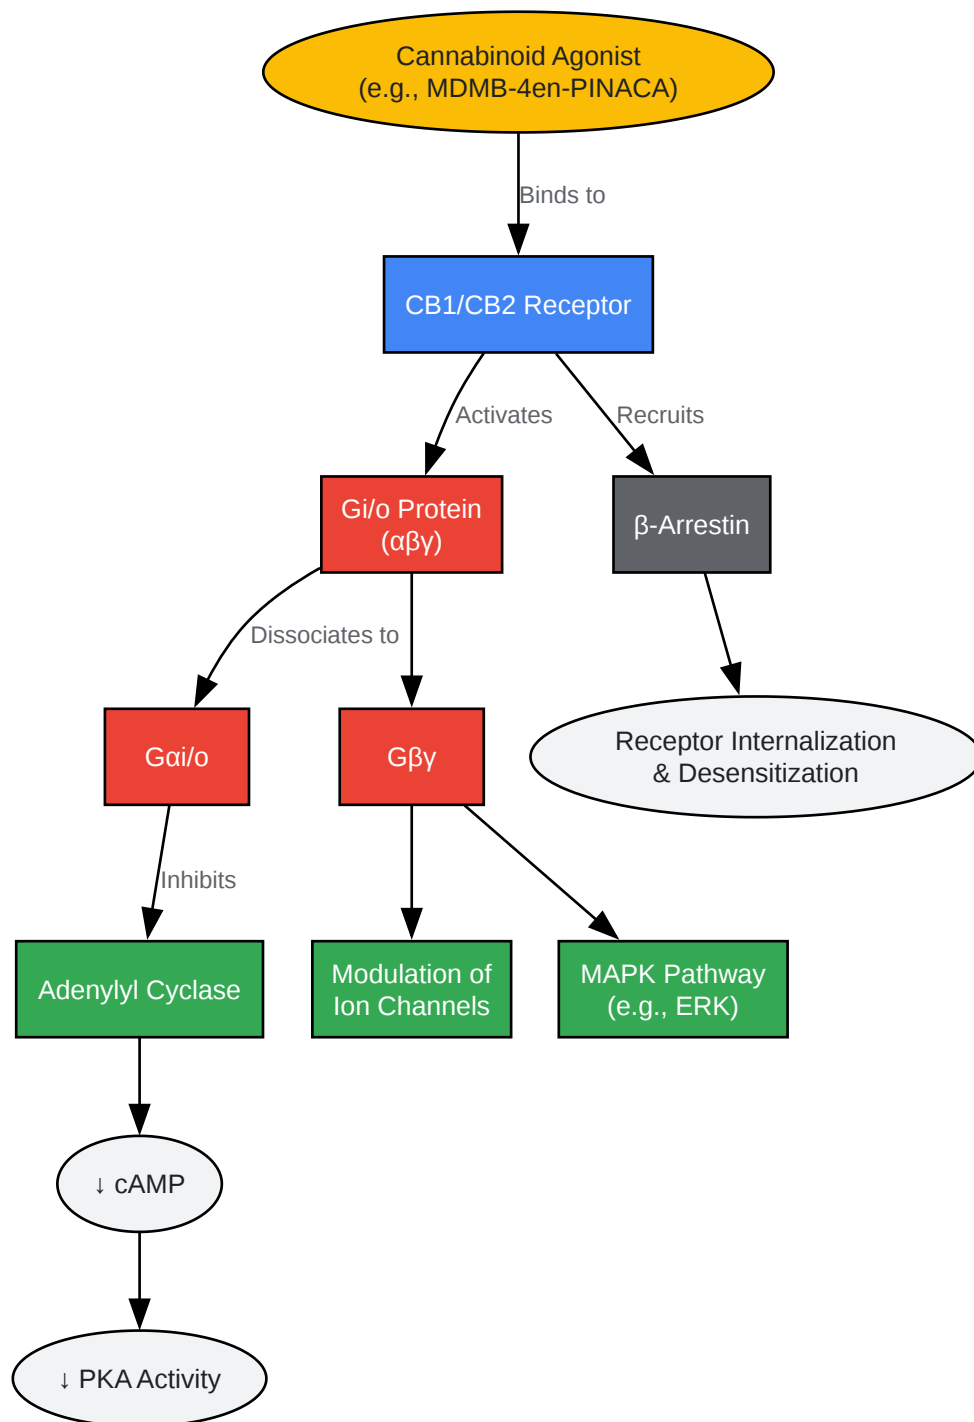 Cannabinoid Agonist
(e.g., MDMB-4en-PINACA)
Binds to
CB1/CB2 Receptor
Activates
Recruits
Gi/o Protein
(αβγ)
β-Arrestin
Dissociates to
Gαi/o
Gβγ
Receptor Internalization
& Desensitization
Inhibits
Adenylyl Cyclase
Modulation of
Ion Channels
MAPK Pathway
(e.g., ERK)
↓ cAMP
↓ PKA Activity